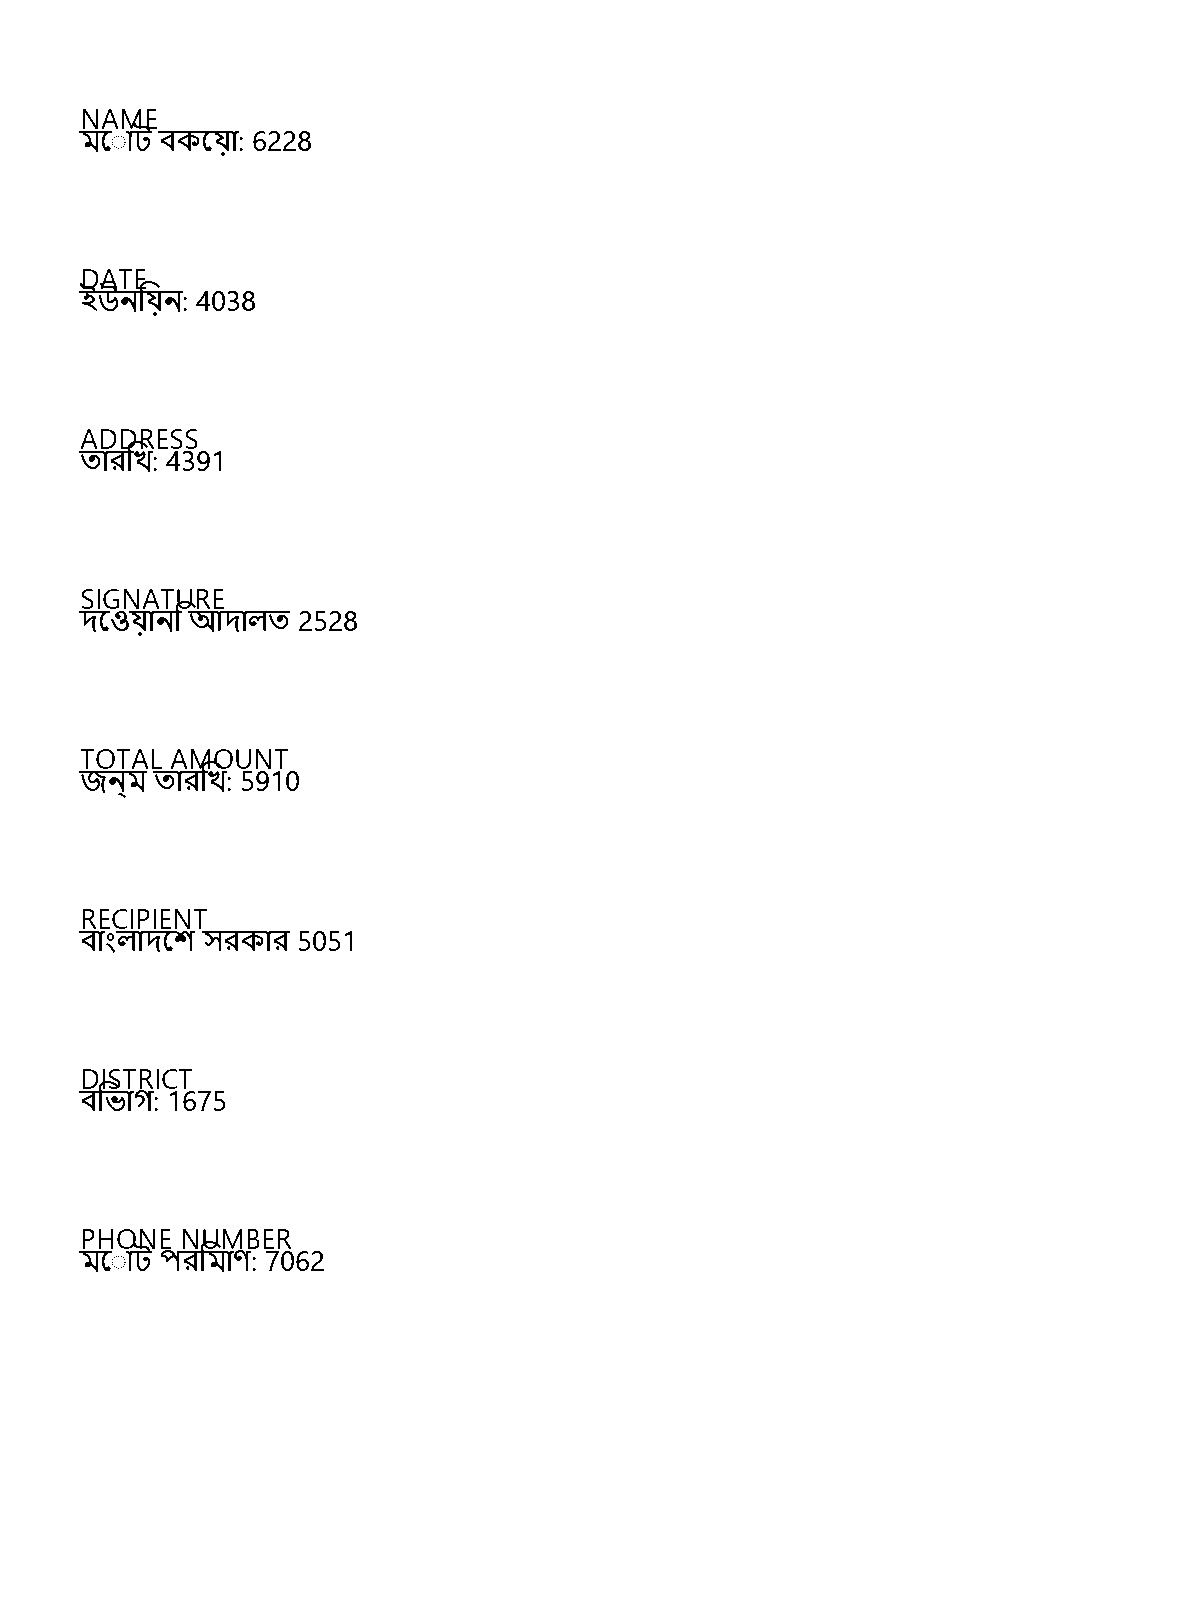 NAME
মোট বকেয়া: 6228
DATE
ইউনিয়ন: 4038
ADDRESS
তারিখ: 4391
SIGNATURE
দেওয়ানি আদালত 2528
TOTAL AMOUNT
জন্ম তারিখ: 5910
RECIPIENT
বাংলাদেশ সরকার 5051
DISTRICT
বিভাগ: 1675
PHONE NUMBER
মোট পরিমাণ: 7062